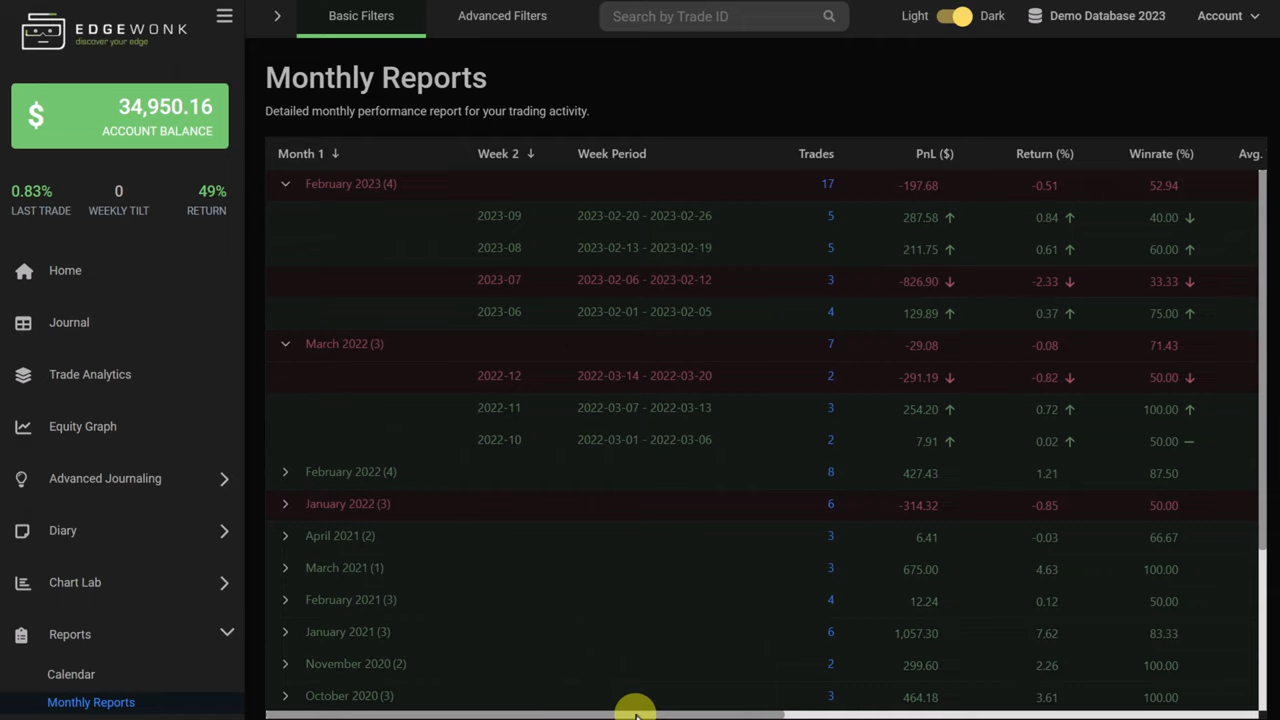 EDGEWONK
discover your edge
Basic Filters
Advanced Filters
Search by Trade ID
Light
Dark
Demo Database 2023
Account
$
34,950.16
ACCOUNT BALANCE
0.83%
LAST TRADE
0
WEEKLY TILT
49%
RETURN
Home
Journal
Trade Analytics
Equity Graph
Advanced Journaling
Diary
Chart Lab
Reports
Calendar
Monthly Reports
Monthly Reports
Detailed monthly performance report for your trading activity.
Month 1 ↓ Week 2 ↓ Week Period Trades PnL ($) Return (%) Winrate (%) Avg.
February 2023 (4) 17 -197.68 -0.51 52.94
2023-09 2023-02-20 - 2023-02-26 5 287.58 ↑ 0.84 ↑ 40.00 ↓
2023-08 2023-02-13 - 2023-02-19 5 211.75 ↑ 0.61 ↑ 60.00 ↑
2023-07 2023-02-06 - 2023-02-12 3 -826.90 ↓ -2.33 ↓ 33.33 ↓
2023-06 2023-02-01 - 2023-02-05 4 129.89 ↑ 0.37 ↑ 75.00 ↑
March 2022 (3) 7 -29.08 -0.08 71.43
2022-12 2022-03-14 - 2022-03-20 2 -291.19 ↓ -0.82 ↓ 50.00 ↓
2022-11 2022-03-07 - 2022-03-13 3 254.20 ↑ 0.72 ↑ 100.00 ↑
2022-10 2022-03-01 - 2022-03-06 2 7.91 ↑ 0.02 ↑ 50.00 –
February 2022 (4) 8 427.43 1.21 87.50
January 2022 (3) 6 -314.32 -0.85 50.00
April 2021 (2) 3 6.41 -0.03 66.67
March 2021 (1) 3 675.00 4.63 100.00
February 2021 (3) 4 12.24 0.12 50.00
January 2021 (3) 6 1,057.30 7.62 83.33
November 2020 (2) 2 299.60 2.26 100.00
October 2020 (3) 3 464.18 3.61 100.00